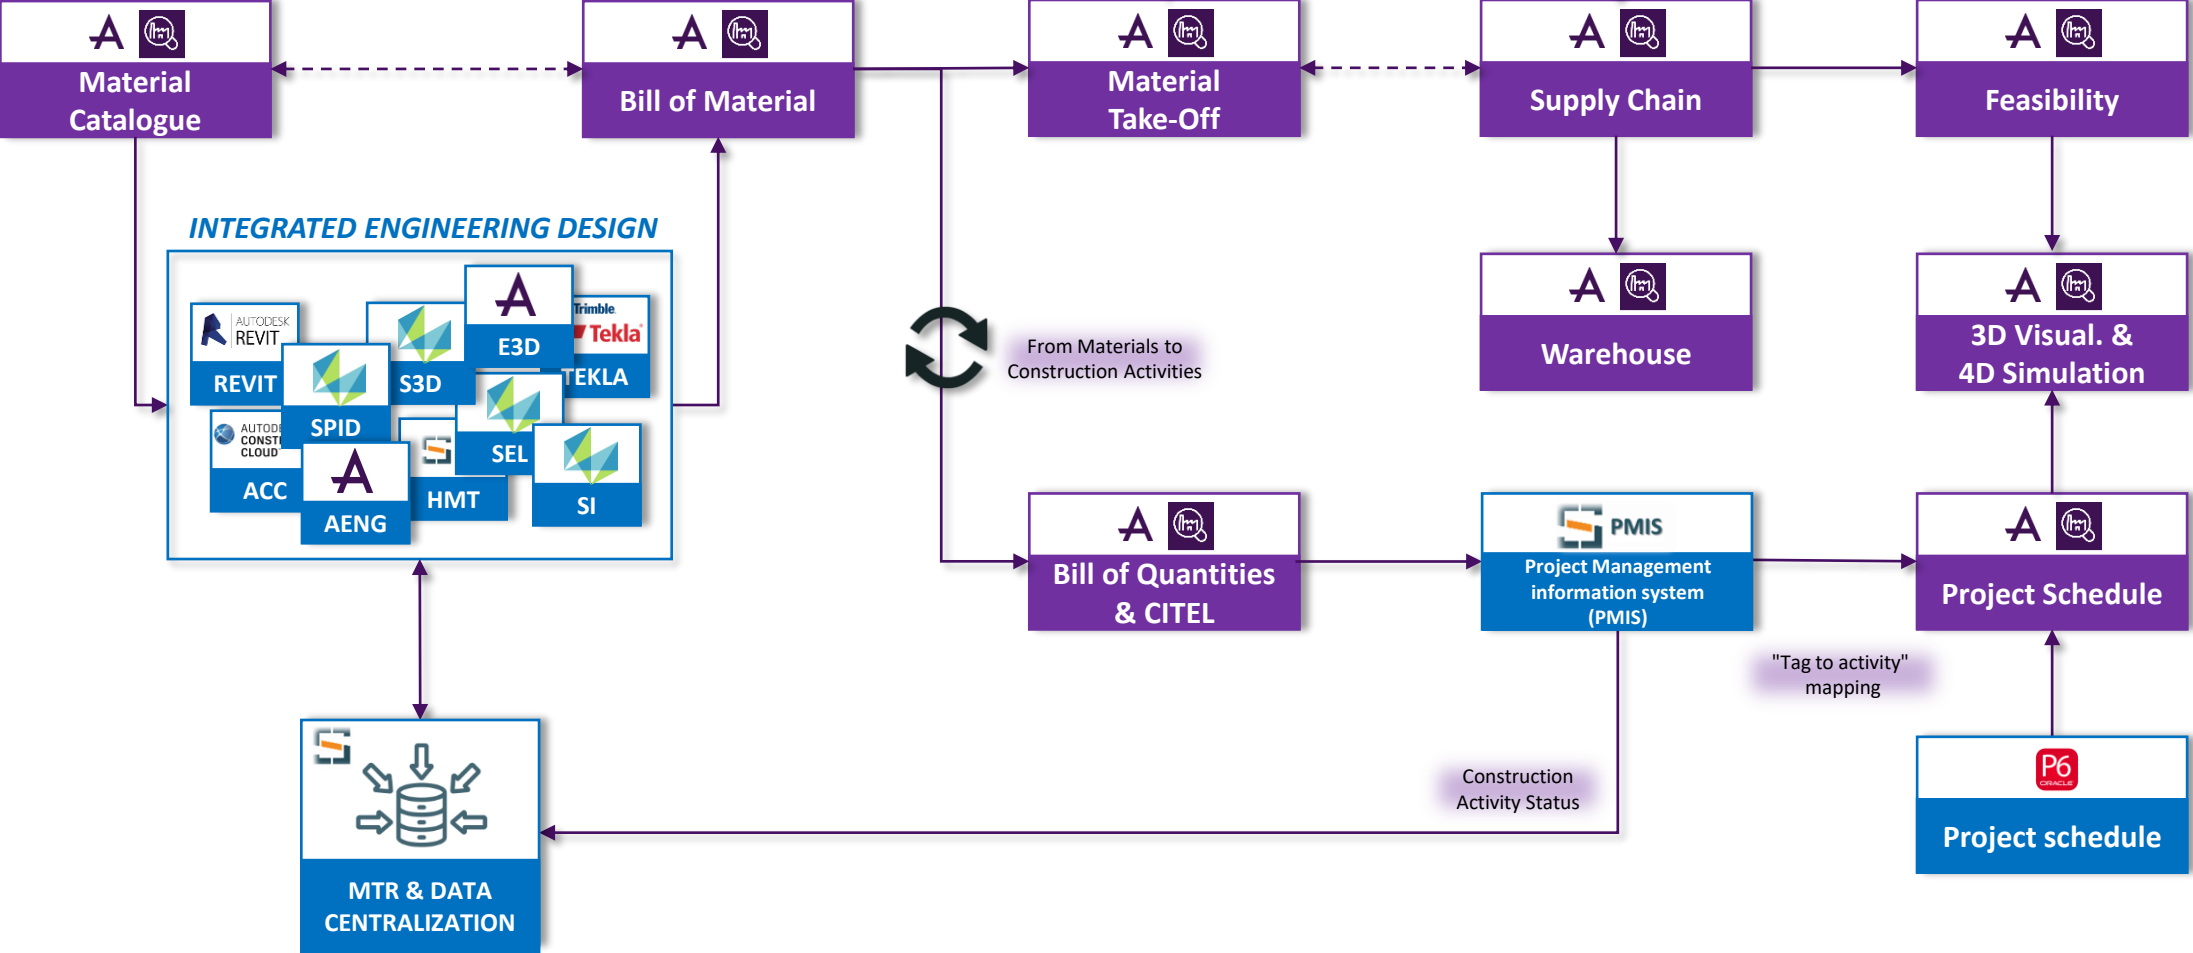 Material
Catalogue
Bill of Material
Material
Take-Off
Supply Chain
Feasibility
INTEGRATED ENGINEERING DESIGN
AUTODESK
REVIT
REVIT
SPID
S3D
E3D
Trimble
Tekla
TEKLA
CLOUD
ACC
AENG
HMT
SEL
SI
From Materials to
Construction Activities
Warehouse
3D Visual. &
4D Simulation
Bill of Quantities
& CITEL
PMIS
Project Management
information system
(PMIS)
Project Schedule
"Tag to activity"
mapping
Construction
Activity Status
P6
ORACLE
Project schedule
MTR & DATA
CENTRALIZATION